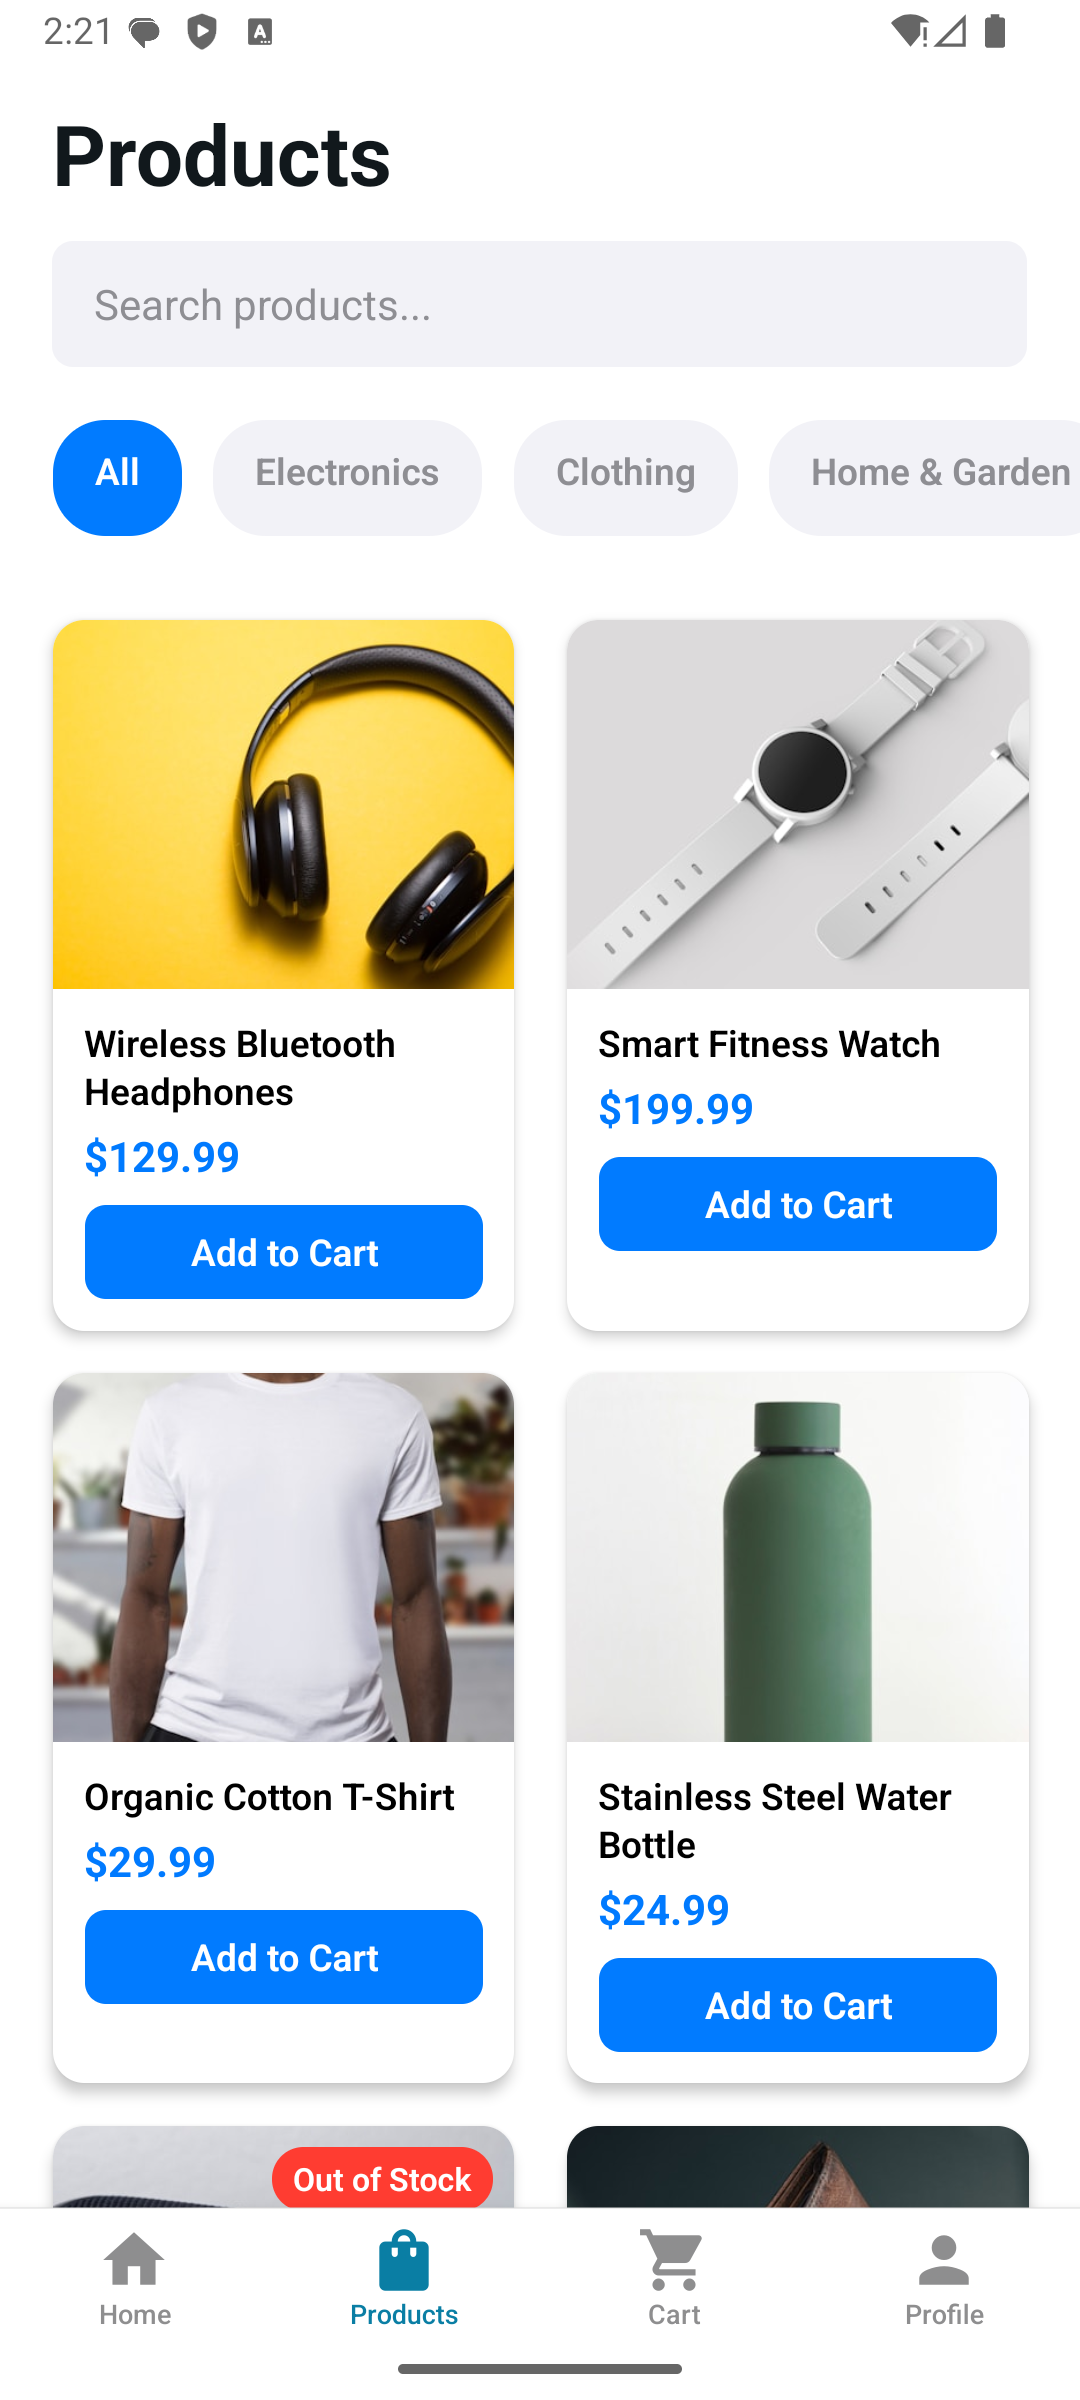 2:21
Products
Search products...
All
Electronics
Clothing
Home & Garden
Wireless Bluetooth
Headphones
$129.99
Add to Cart
Smart Fitness Watch
$199.99
Add to Cart
Organic Cotton T-Shirt
$29.99
Add to Cart
Stainless Steel Water
Bottle
$24.99
Add to Cart
Out of Stock
Home
Products
Cart
Profile